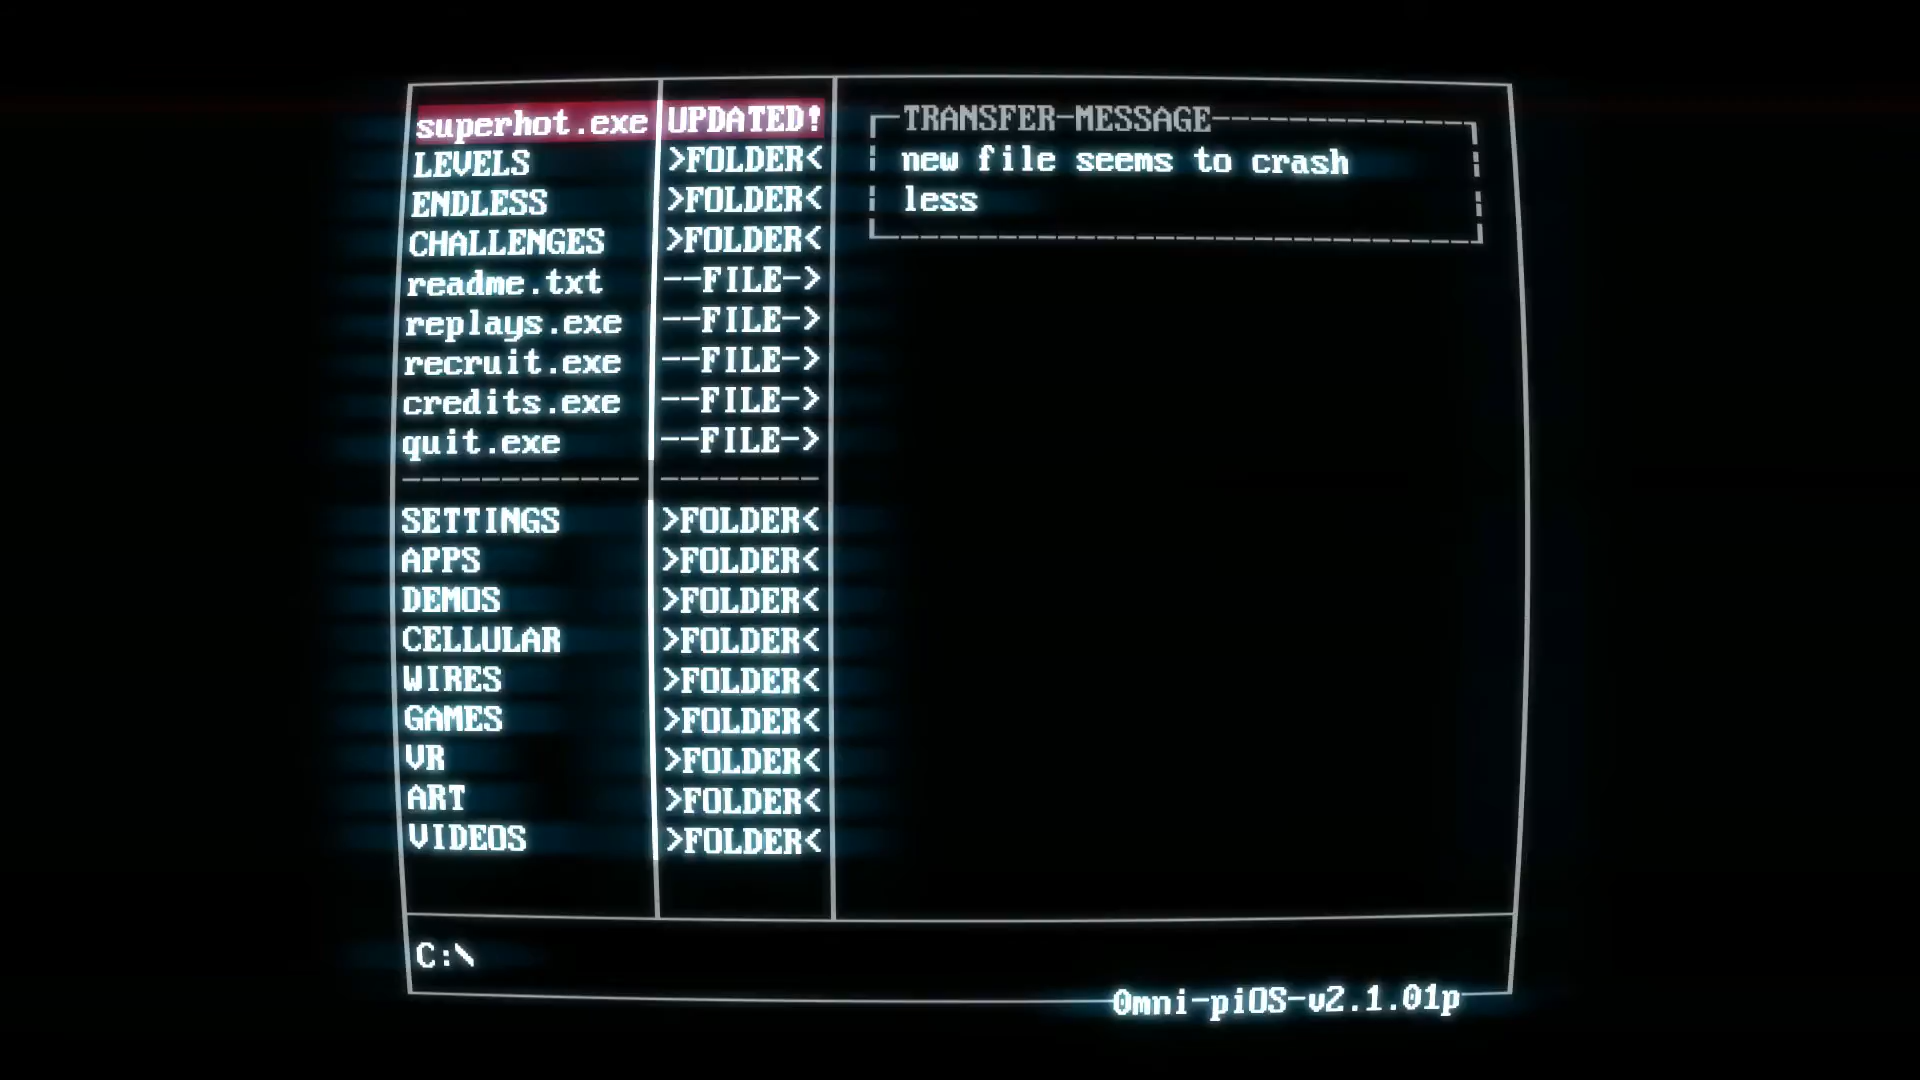 superhot.exe UPDATED!
LEVELS >FOLDER<
ENDLESS >FOLDER<
CHALLENGES >FOLDER<
readme.txt --FILE->
replays.exe --FILE->
recruit.exe --FILE->
credits.exe --FILE->
quit.exe --FILE->
SETTINGS >FOLDER<
APPS >FOLDER<
DEMOS >FOLDER<
CELLULAR >FOLDER<
WIRES >FOLDER<
GAMES >FOLDER<
VR >FOLDER<
ART >FOLDER<
VIDEOS >FOLDER<
TRANSFER-MESSAGE
new file seems to crash
less
C:\
0mni-piOS-v2.1.01p